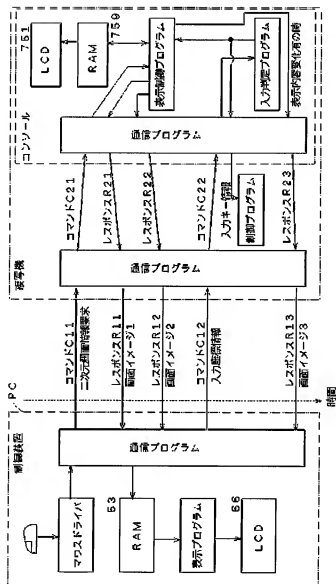 PC
制御装置
マウスドライバ
63
RAM
表示プログラム
66
LCD
通信プログラム
コマンドC11
二次元画面情報要求
レスポンスR11
画面イメージ1
レスポンスR12
画面イメージ2
コマンドC12
入力座標情報
レスポンスR13
画面イメージ3
時間
複写機
通信プログラム
コマンドC21
レスポンスR21
レスポンスR22
コマンドC22
入力キー情報
制御プログラム
レスポンスR23
コンソール
通信プログラム
751
LCD
759
RAM
表示制御プログラム
入力判定プログラム
表示内容変化有の時